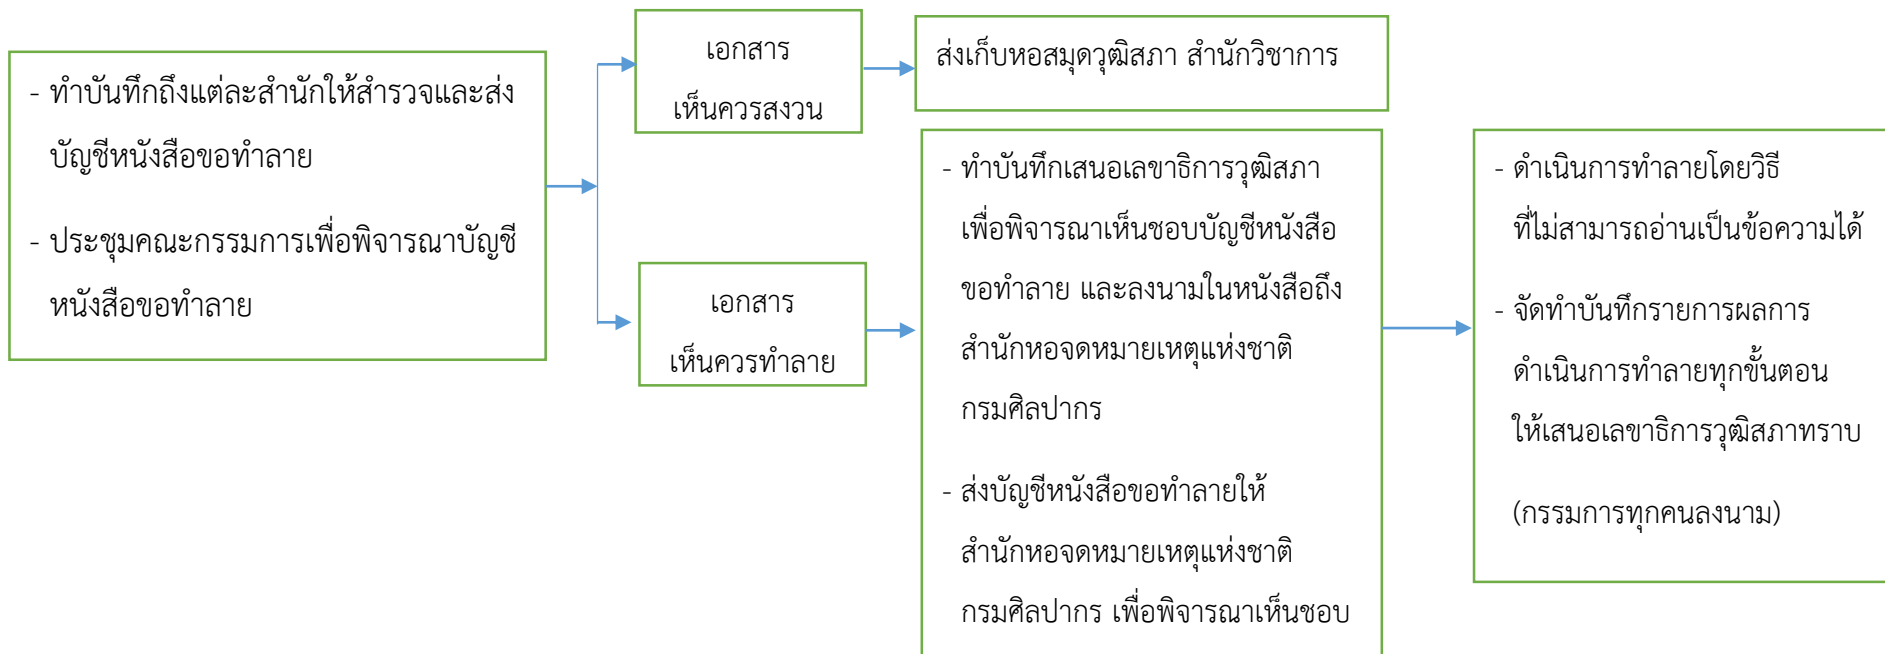 - ทำบันทึกถึงแต่ละสำนักให้สำรวจและส่ง
บัญชีหนังสือขอทำลาย
- ประชุมคณะกรรมการเพื่อพิจารณาบัญชี
หนังสือขอทำลาย
เอกสาร
เห็นควรสงวน
ส่งเก็บหอสมุดวุฒิสภา สำนักวิชาการ
เอกสาร
เห็นควรทำลาย
- ทำบันทึกเสนอเลขาธิการวุฒิสภา
เพื่อพิจารณาเห็นชอบบัญชีหนังสือ
ขอทำลาย และลงนามในหนังสือถึง
สำนักหอจดหมายเหตุแห่งชาติ
กรมศิลปากร
- ส่งบัญชีหนังสือขอทำลายให้
สำนักหอจดหมายเหตุแห่งชาติ
กรมศิลปากร เพื่อพิจารณาเห็นชอบ
- ดำเนินการทำลายโดยวิธี
ที่ไม่สามารถอ่านเป็นข้อความได้
- จัดทำบันทึกรายการผลการ
ดำเนินการทำลายทุกขั้นตอน
ให้เสนอเลขาธิการวุฒิสภาทราบ
(กรรมการทุกคนลงนาม)